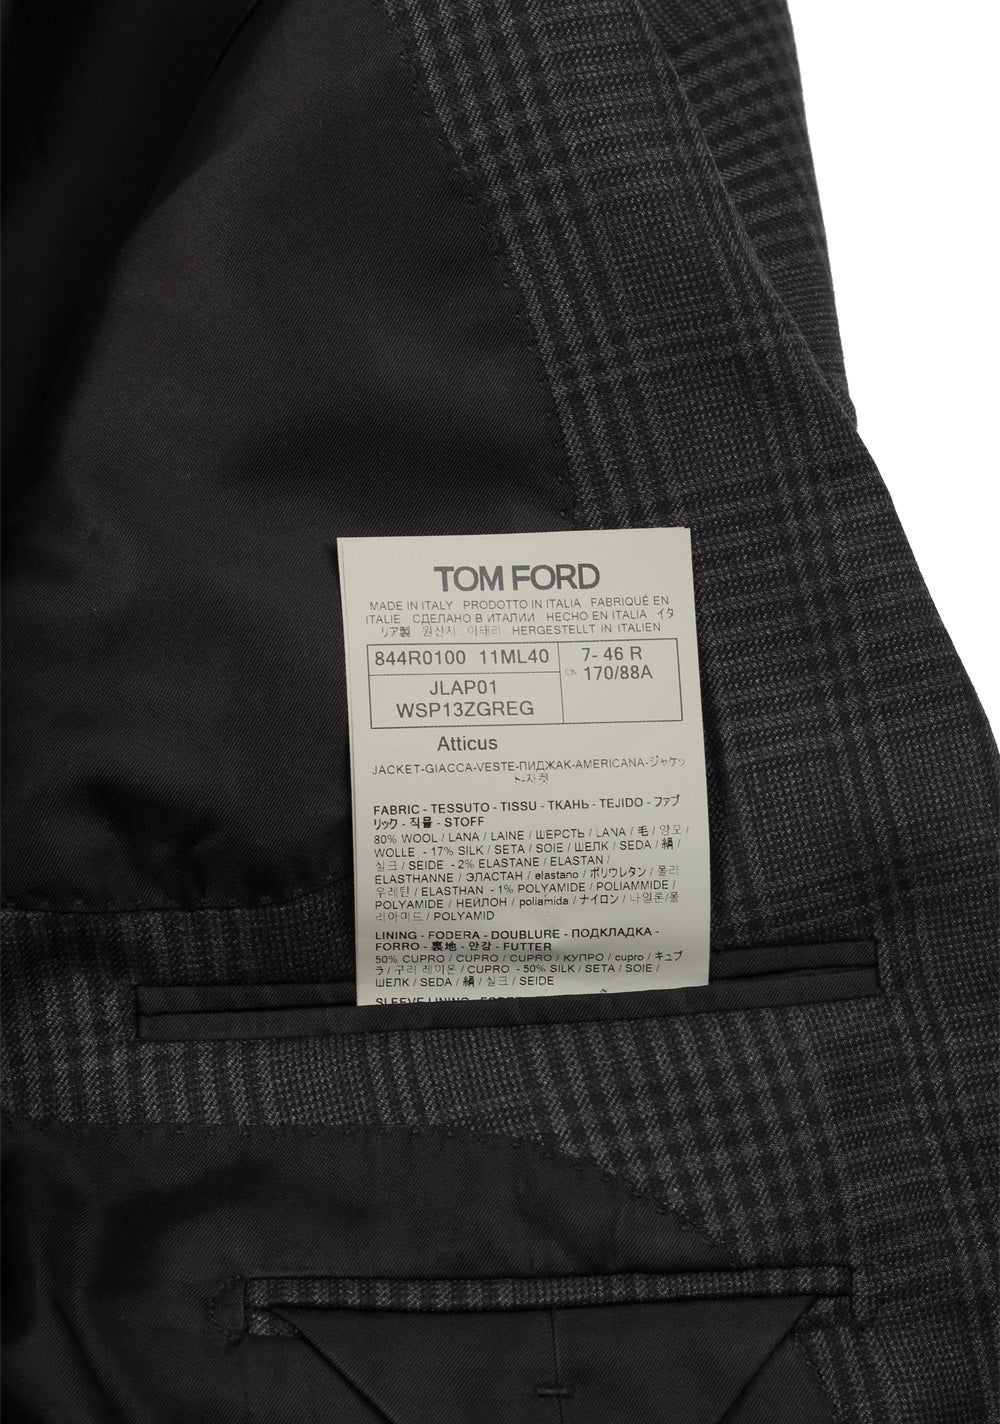 TOM FORD
MADE IN ITALY PRODOTTO IN ITALIA FABRIQUÉ EN
ITALIE СДЕЛАНО В ИТАЛИИ HECHO EN ITALIA イタ
リア製 원산지 : 이태리 HERGESTELLT IN ITALIEN
844R0100 11ML40
7- 46 R
CN 170/88A
JLAP01
WSP13ZGREG
Atticus
JACKET-GIACCA-VESTE-ПИДЖАК-AMERICANA-ジャケッ
ト-자켓
FABRIC - TESSUTO - TISSU - ТКАНЬ - TEJIDO - ファブ
リック - 직물 - STOFF
80% WOOL / LANA / LAINE / ШЕРСТЬ / LANA / 毛 / 양모 /
WOLLE - 17% SILK / SETA / SOIE / ШЕЛК / SEDA / 絹 /
실크 / SEIDE - 2% ELASTANE / ELASTAN /
ELASTHANNE / ЭЛАСТАН / elastano / ポリウレタン / 폴리
우레탄 / ELASTHAN - 1% POLYAMIDE / POLIAMMIDE /
POLYAMIDE / НЕЙЛОН / poliamida / ナイロン / 나일론/폴
리아미드 / POLYAMID
LINING - FODERA - DOUBLURE - ПОДКЛАДКА -
FORRO - 裏地 - 안감 - FUTTER
50% CUPRO / CUPRO / CUPRO / КУПРО / cupro / キュプ
ラ / 구리 레이온 / CUPRO - 50% SILK / SETA / SOIE /
ШЕЛК / SEDA / 絹 / 실크 / SEIDE
SLEEVE LINING - FODER